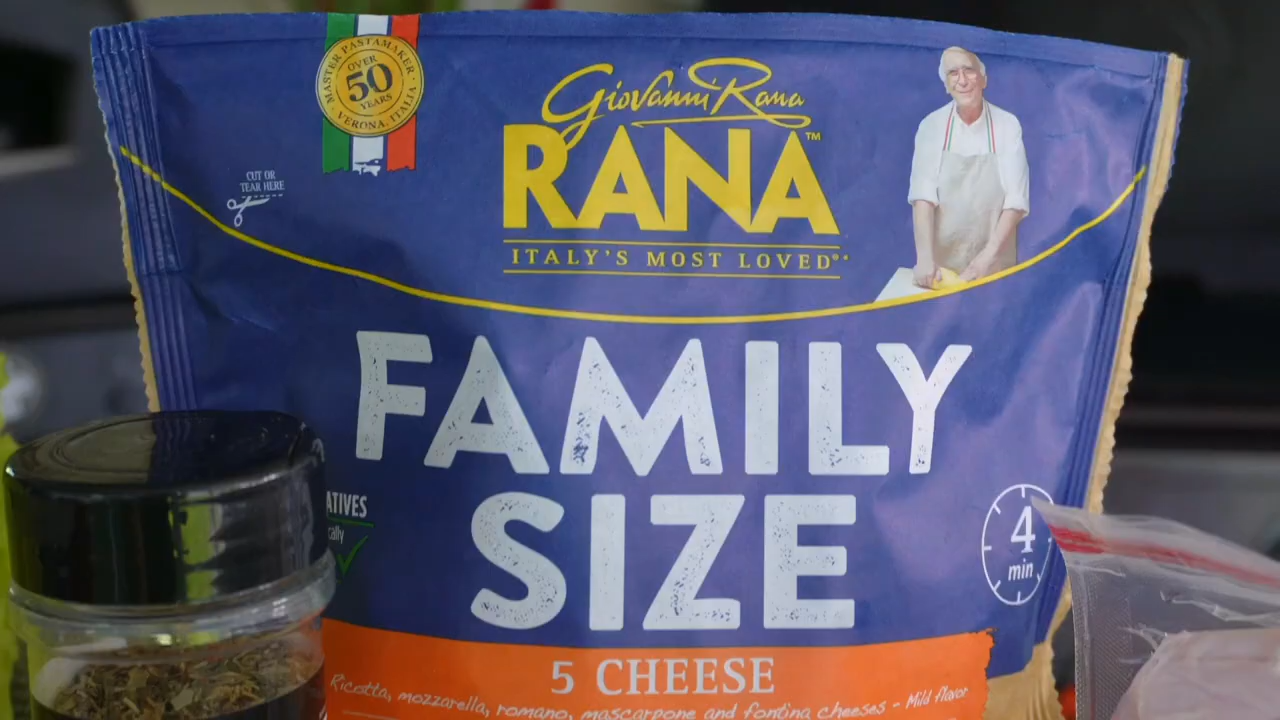 MASTER PASTAMAKER
OVER
50
YEARS
VERONA, ITALIA
CUT OR
TEAR HERE
Giovanni Rana
RANA™
ITALY'S MOST LOVED
FAMILY
SIZE
ATIVES
4
min
5 CHEESE
Ricotta, mozzarella, romano, mascarpone and fontina cheeses - Mild flavor